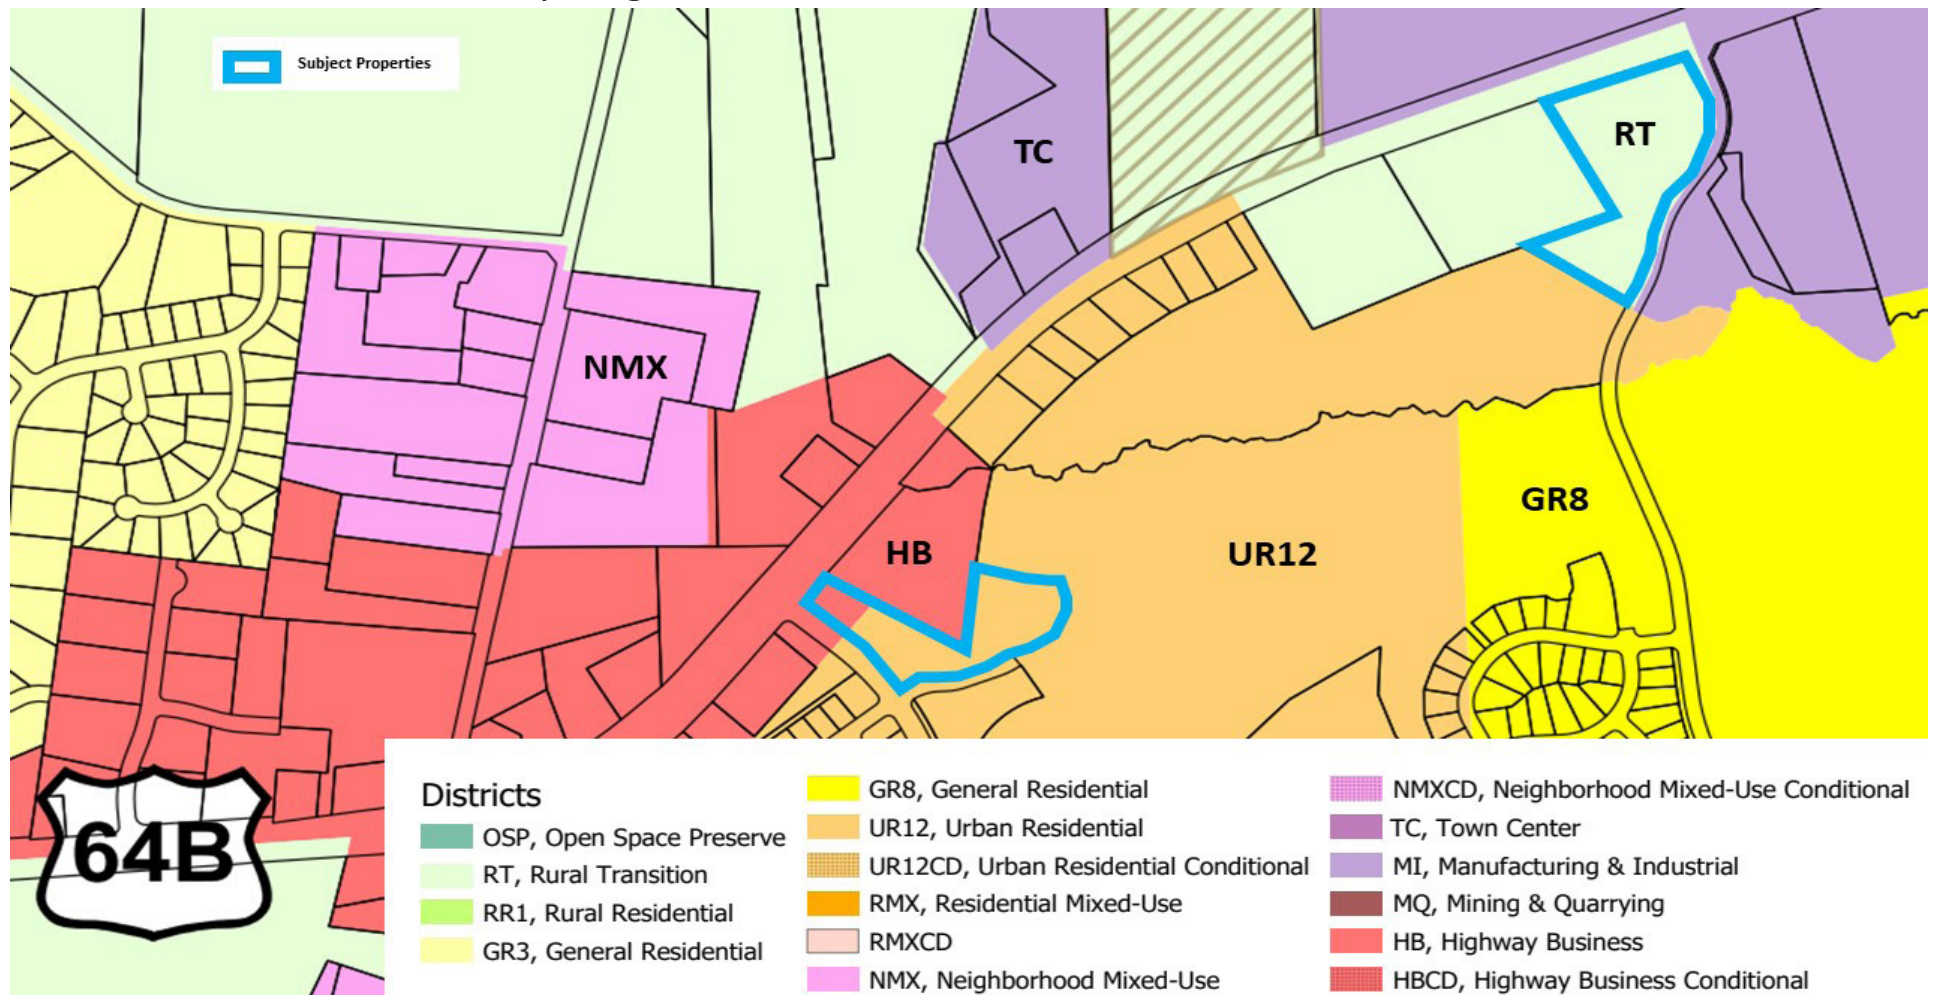 Subject Properties
RT
TC
NMX
GR8
HB
UR12
64B
Districts
OSP, Open Space Preserve
RT, Rural Transition
RR1, Rural Residential
GR3, General Residential
GR8, General Residential
UR12, Urban Residential
UR12CD, Urban Residential Conditional
RMX, Residential Mixed-Use
RMXCD
NMX, Neighborhood Mixed-Use
NMXCD, Neighborhood Mixed-Use Conditional
TC, Town Center
MI, Manufacturing & Industrial
MQ, Mining & Quarrying
HB, Highway Business
HBCD, Highway Business Conditional